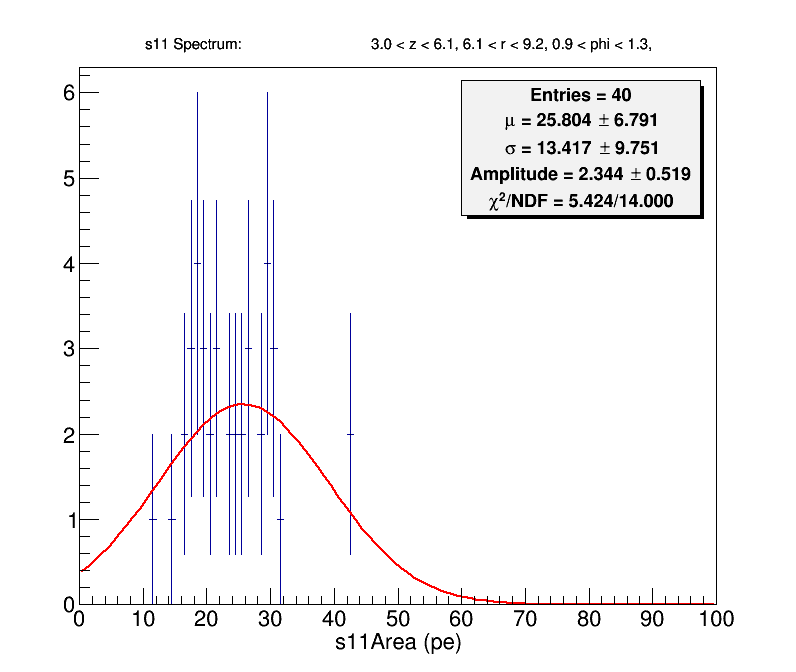 s11 Spectrum: 3.0 < z < 6.1, 6.1 < r < 9.2, 0.9 < phi < 1.3,
Entries = 40
μ = 25.804 ± 6.791
σ = 13.417 ± 9.751
Amplitude = 2.344 ± 0.519
χ²/NDF = 5.424/14.000
6
5
4
3
2
1
0
0 10 20 30 40 50 60 70 80 90 100
s11Area (pe)